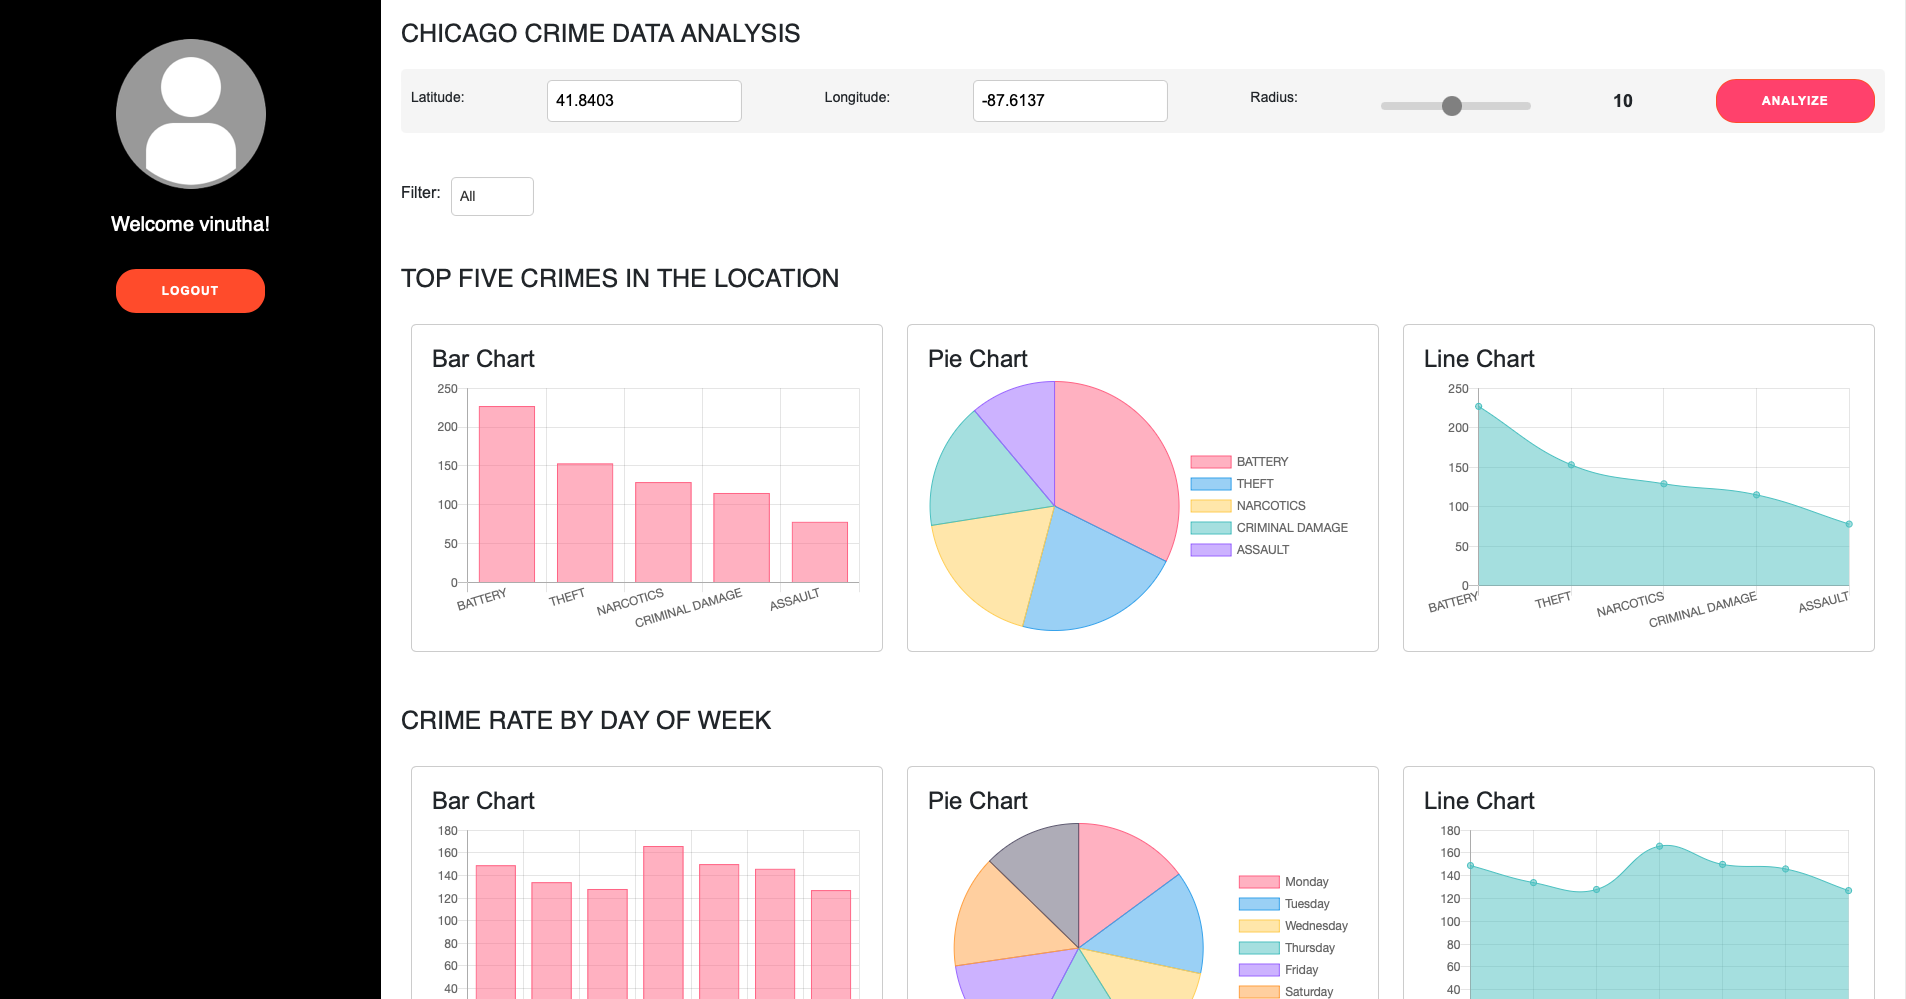 Welcome vinutha!
LOGOUT
CHICAGO CRIME DATA ANALYSIS
Latitude: 41.8403 Longitude: -87.6137 Radius: 10 ANALYIZE
Filter: All
TOP FIVE CRIMES IN THE LOCATION
Bar Chart
250
200
150
100
50
0
BATTERY THEFT NARCOTICS CRIMINAL DAMAGE ASSAULT
Pie Chart
BATTERY
THEFT
NARCOTICS
CRIMINAL DAMAGE
ASSAULT
Line Chart
250
200
150
100
50
0
BATTERY THEFT NARCOTICS CRIMINAL DAMAGE ASSAULT
CRIME RATE BY DAY OF WEEK
Bar Chart
180
160
140
120
100
80
60
40
Pie Chart
Monday
Tuesday
Wednesday
Thursday
Friday
Saturday
Line Chart
180
160
140
120
100
80
60
40